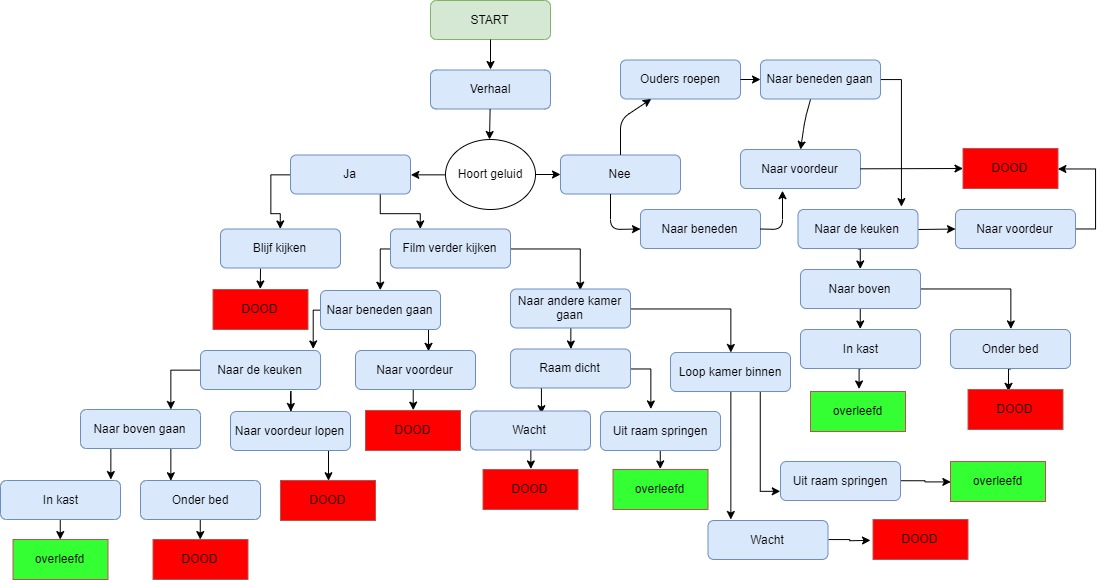 START
Verhaal
Ouders roepen
Naar beneden gaan
Hoort geluid
Ja
Nee
Naar voordeur
DOOD
Blijf kijken
Film verder kijken
Naar beneden
Naar de keuken
Naar voordeur
DOOD
Naar beneden gaan
Naar andere kamer
gaan
Naar boven
Naar de keuken
Naar voordeur
Raam dicht
Loop kamer binnen
In kast
Onder bed
Naar boven gaan
Naar voordeur lopen
DOOD
Wacht
Uit raam springen
overleefd
DOOD
In kast
Onder bed
DOOD
DOOD
overleefd
Uit raam springen
overleefd
overleefd
DOOD
Wacht
DOOD